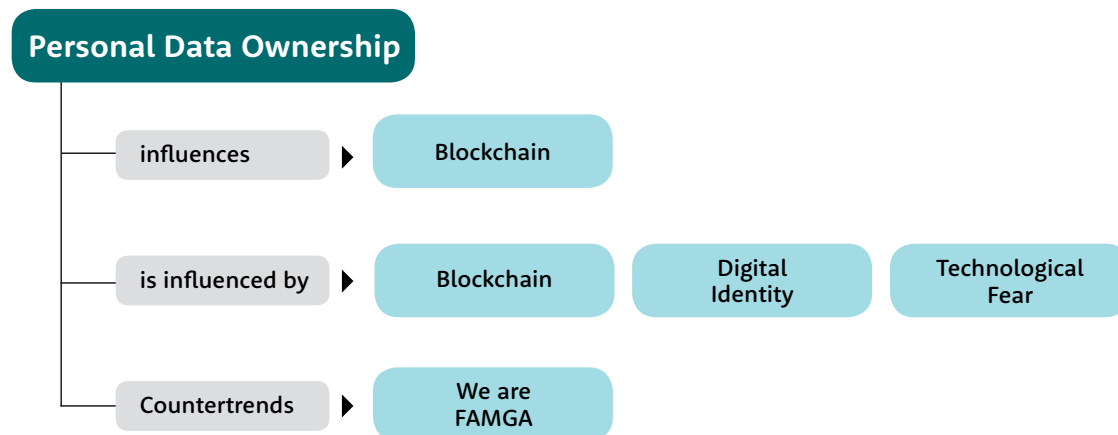 Personal Data Ownership
influences
Blockchain
is influenced by
Blockchain
Digital
Identity
Technological
Fear
Countertrends
We are
FAMGA